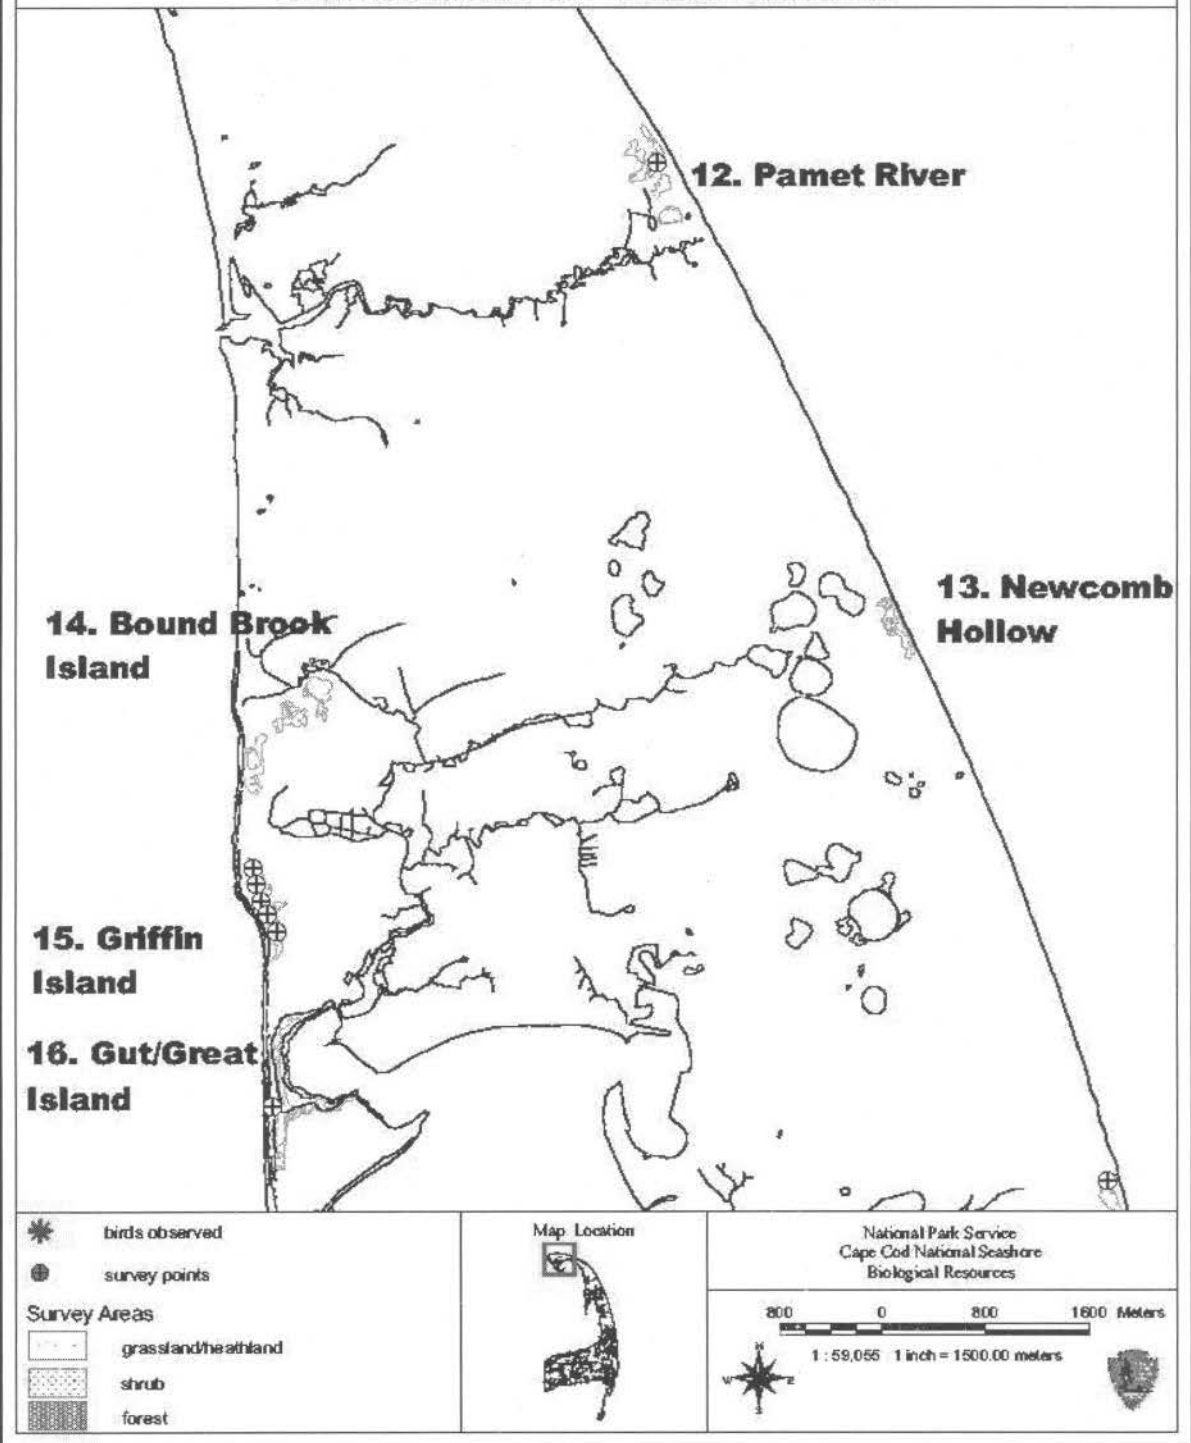 12. Pamet River
13. Newcomb
Hollow
14. Bound Brook
Island
15. Griffin
Island
16. Gut/Great
Island
birds observed
survey points
Survey Areas
grassland/heathland
shrub
forest
Map Location
National Park Service
Cape Cod National Seashore
Biological Resources
800 0 800 1600 Meters
1 : 59,055 1 inch = 1500.00 meters
N
W E
S